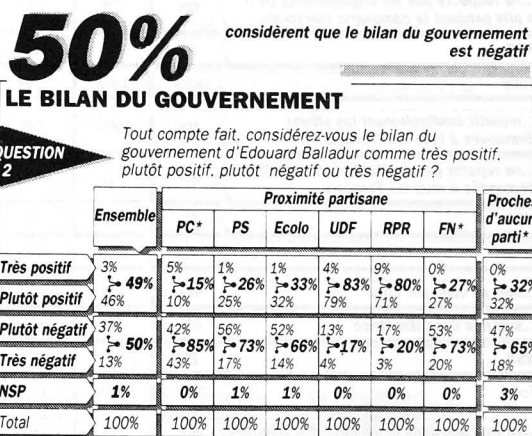 50%
considèrent que le bilan du gouvernement
est négatif
LE BILAN DU GOUVERNEMENT
QUESTION
2
Tout compte fait. considérez-vous le bilan du
gouvernement d'Edouard Balladur comme très positif.
plutôt positif. plutôt négatif ou très négatif ?
Ensemble Proximité partisane Proches
d'aucun
parti*
PC* PS Ecolo UDF RPR FN*
Très positif 3% 5% 1% 1% 4% 9% 0% 0%
49% 15% 26% 33% 83% 80% 27% 32%
Plutôt positif 46% 10% 25% 32% 79% 71% 27% 32%
Plutôt négatif 37% 42% 56% 52% 13% 17% 53% 47%
50% 85% 73% 66% 17% 20% 73% 65%
Très négatif 13% 43% 17% 14% 4% 3% 20% 18%
NSP 1% 0% 1% 1% 0% 0% 0% 3%
Total 100% 100% 100% 100% 100% 100% 100% 100%